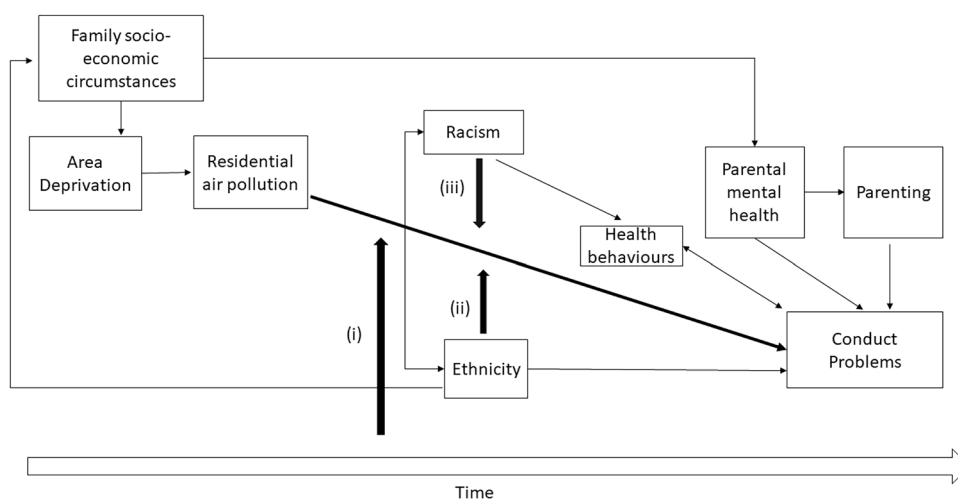 Family socio-
economic
circumstances
Area
Deprivation
Residential
air pollution
Racism
(iii)
Health
behaviours
Parental
mental
health
Parenting
(i)
(ii)
Ethnicity
Conduct
Problems
Time